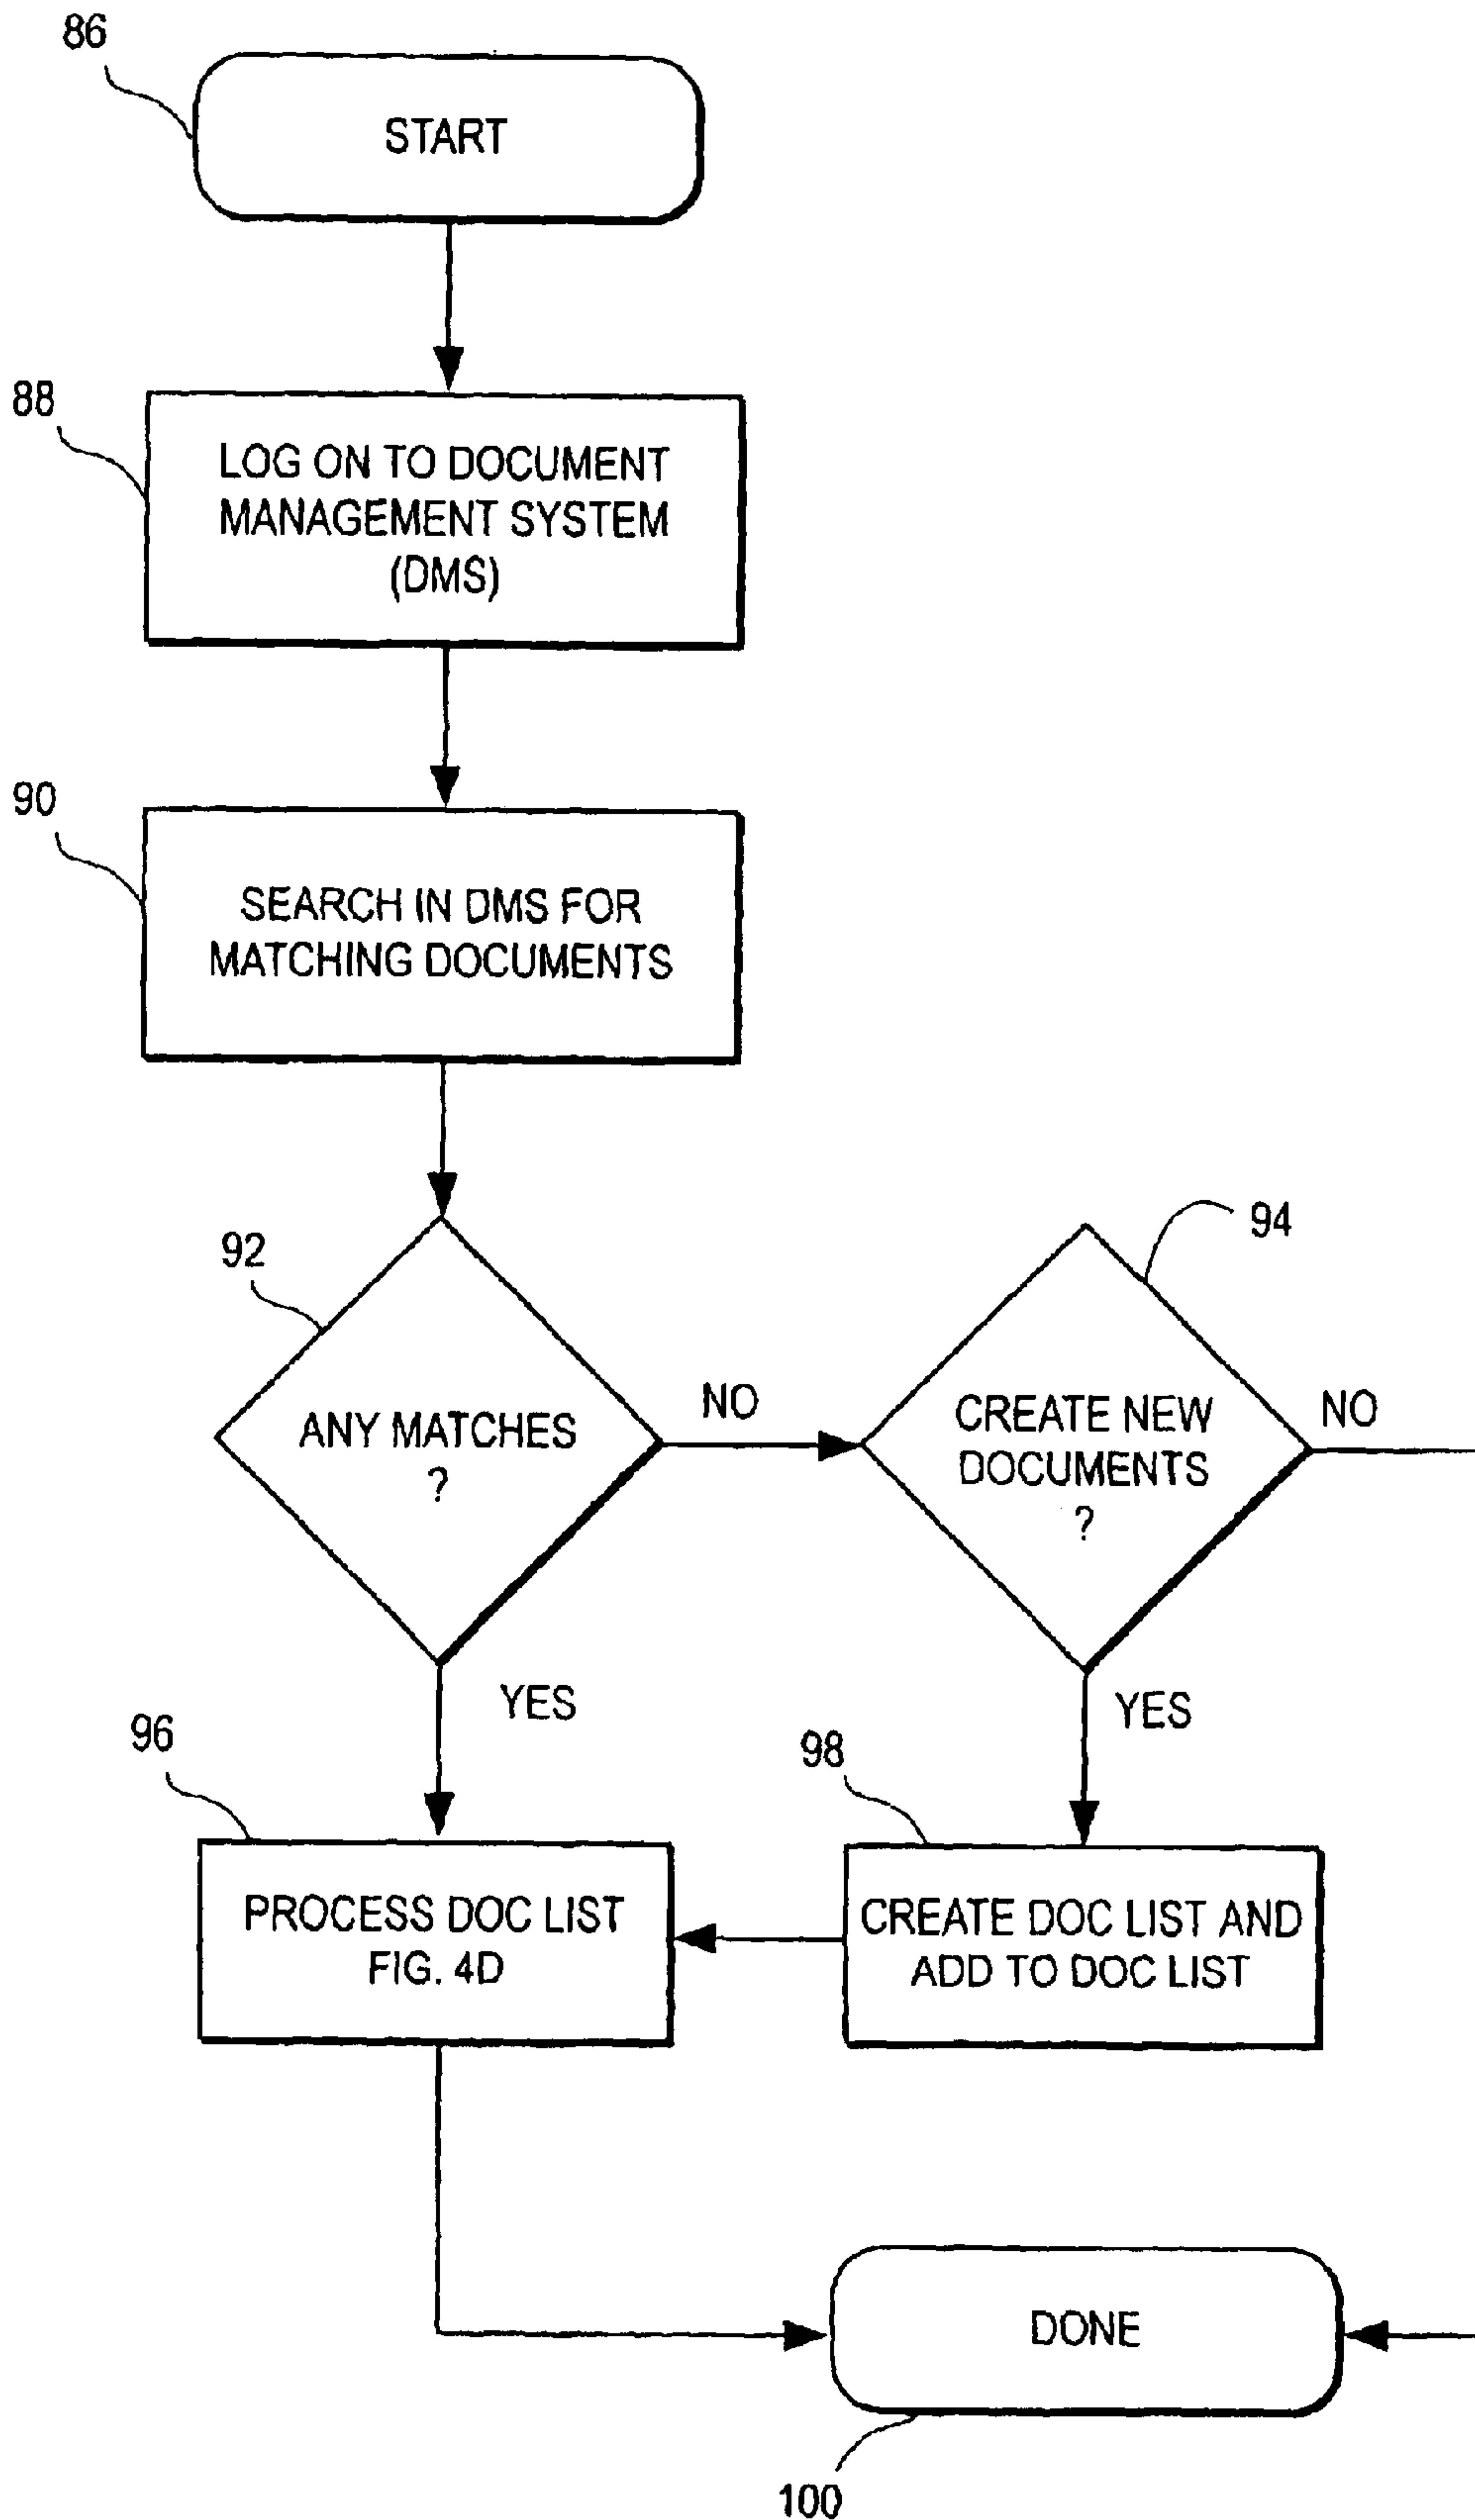 86
START
88
LOG ON TO DOCUMENT
MANAGEMENT SYSTEM
(DMS)
90
SEARCH IN DMS FOR
MATCHING DOCUMENTS
92
ANY MATCHES
?
NO
94
CREATE NEW
DOCUMENTS
?
NO
YES
YES
96
PROCESS DOC LIST
FIG. 4D
98
CREATE DOC LIST AND
ADD TO DOC LIST
DONE
100